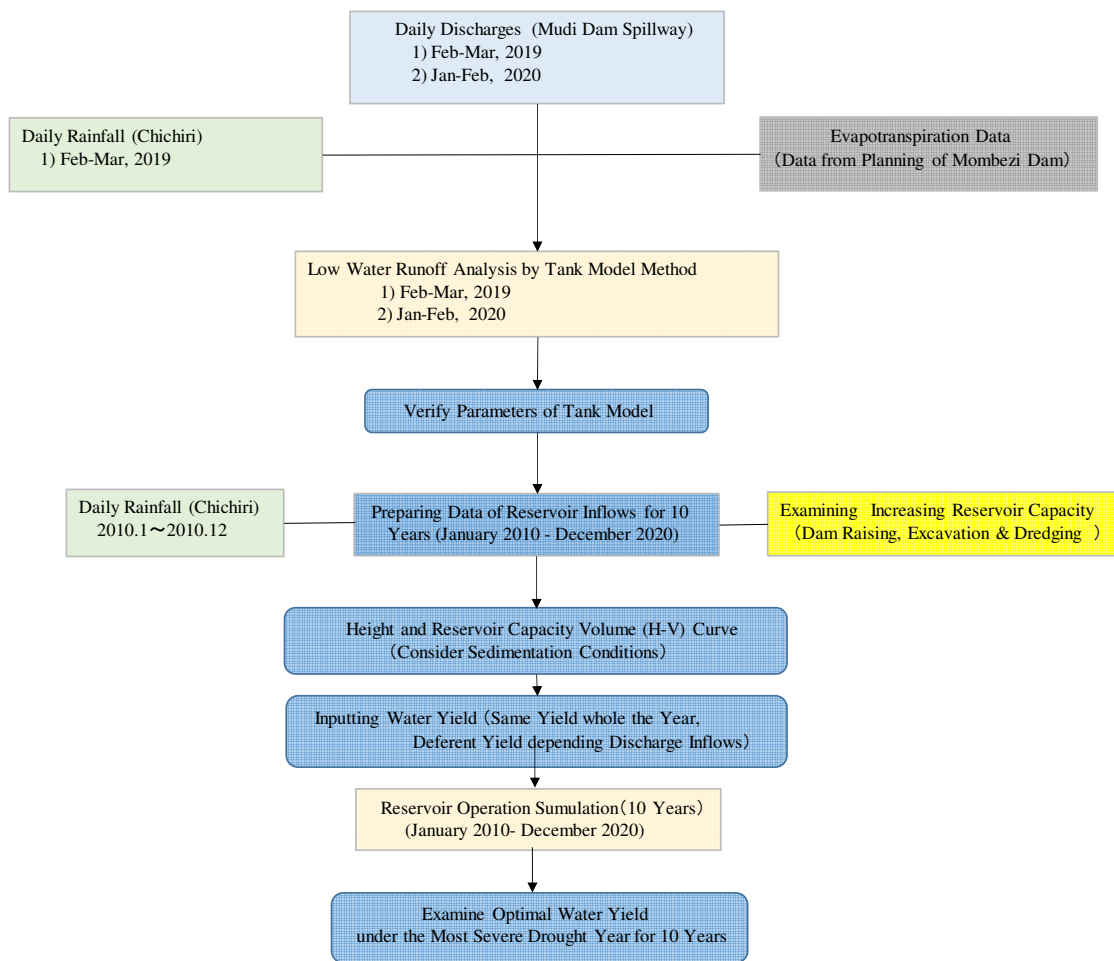 Daily Discharges (Mudi Dam Spillway)
1) Feb-Mar, 2019
2) Jan-Feb, 2020
Daily Rainfall (Chichiri)
1) Feb-Mar, 2019
Evapotranspiration Data
（Data from Planning of Mombezi Dam）
Low Water Runoff Analysis by Tank Model Method
1) Feb-Mar, 2019
2) Jan-Feb, 2020
Verify Parameters of Tank Model
Daily Rainfall (Chichiri)
2010.1～2010.12
Preparing Data of Reservoir Inflows for 10
Years (January 2010 - December 2020)
Examining Increasing Reservoir Capacity
（Dam Raising, Excavation & Dredging ）
Height and Reservoir Capacity Volume (H-V) Curve
（Consider Sedimentation Conditions）
Inputting Water Yield（Same Yield whole the Year,
Deferent Yield depending Discharge Inflows）
Reservoir Operation Sumulation（10 Years）
(January 2010- December 2020)
Examine Optimal Water Yield
under the Most Severe Drought Year for 10 Years